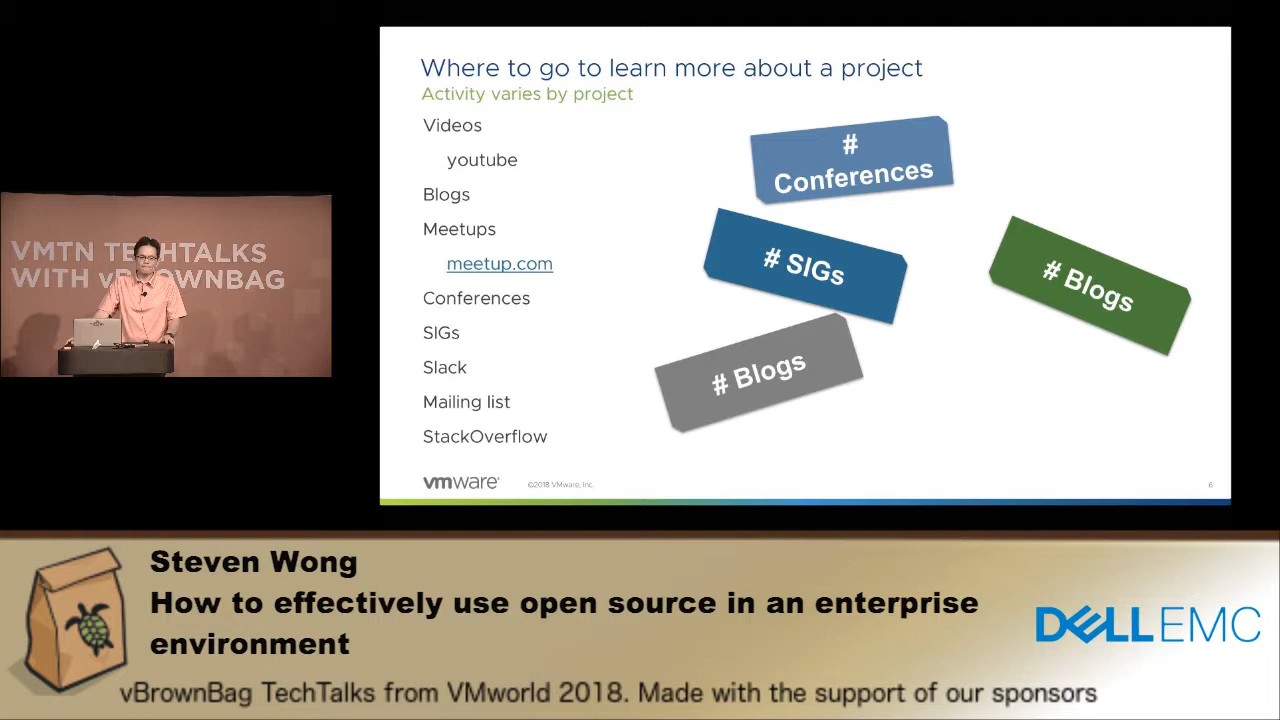 VMTN TECHTALKS
WITH vBROWNBAG
Where to go to learn more about a project
Activity varies by project
Videos
youtube
Blogs
Meetups
meetup.com
Conferences
SIGs
Slack
Mailing list
StackOverflow
#
Conferences
# SIGs
# Blogs
# Blogs
vmware®
©2018 VMware, Inc.
6
Steven Wong
How to effectively use open source in an enterprise
environment
DELLEMC
vBrownBag TechTalks from VMworld 2018. Made with the support of our sponsors